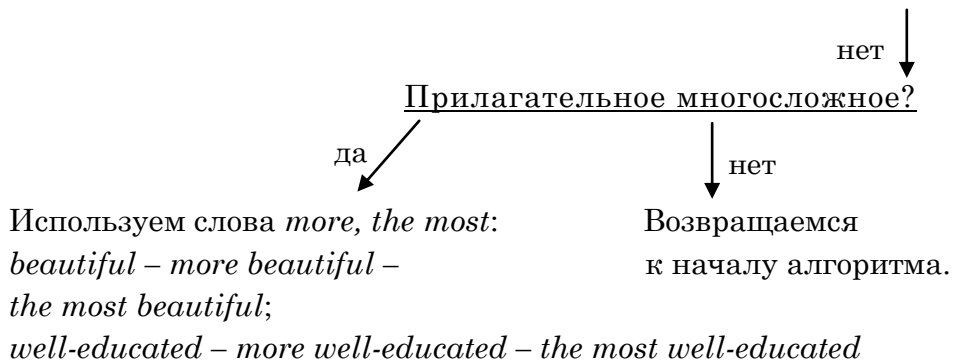 нет
Прилагательное многосложное?
да
нет
Используем слова more, the most:
beautiful – more beautiful –
the most beautiful;
well-educated – more well-educated – the most well-educated
Возвращаемся
к началу алгоритма.